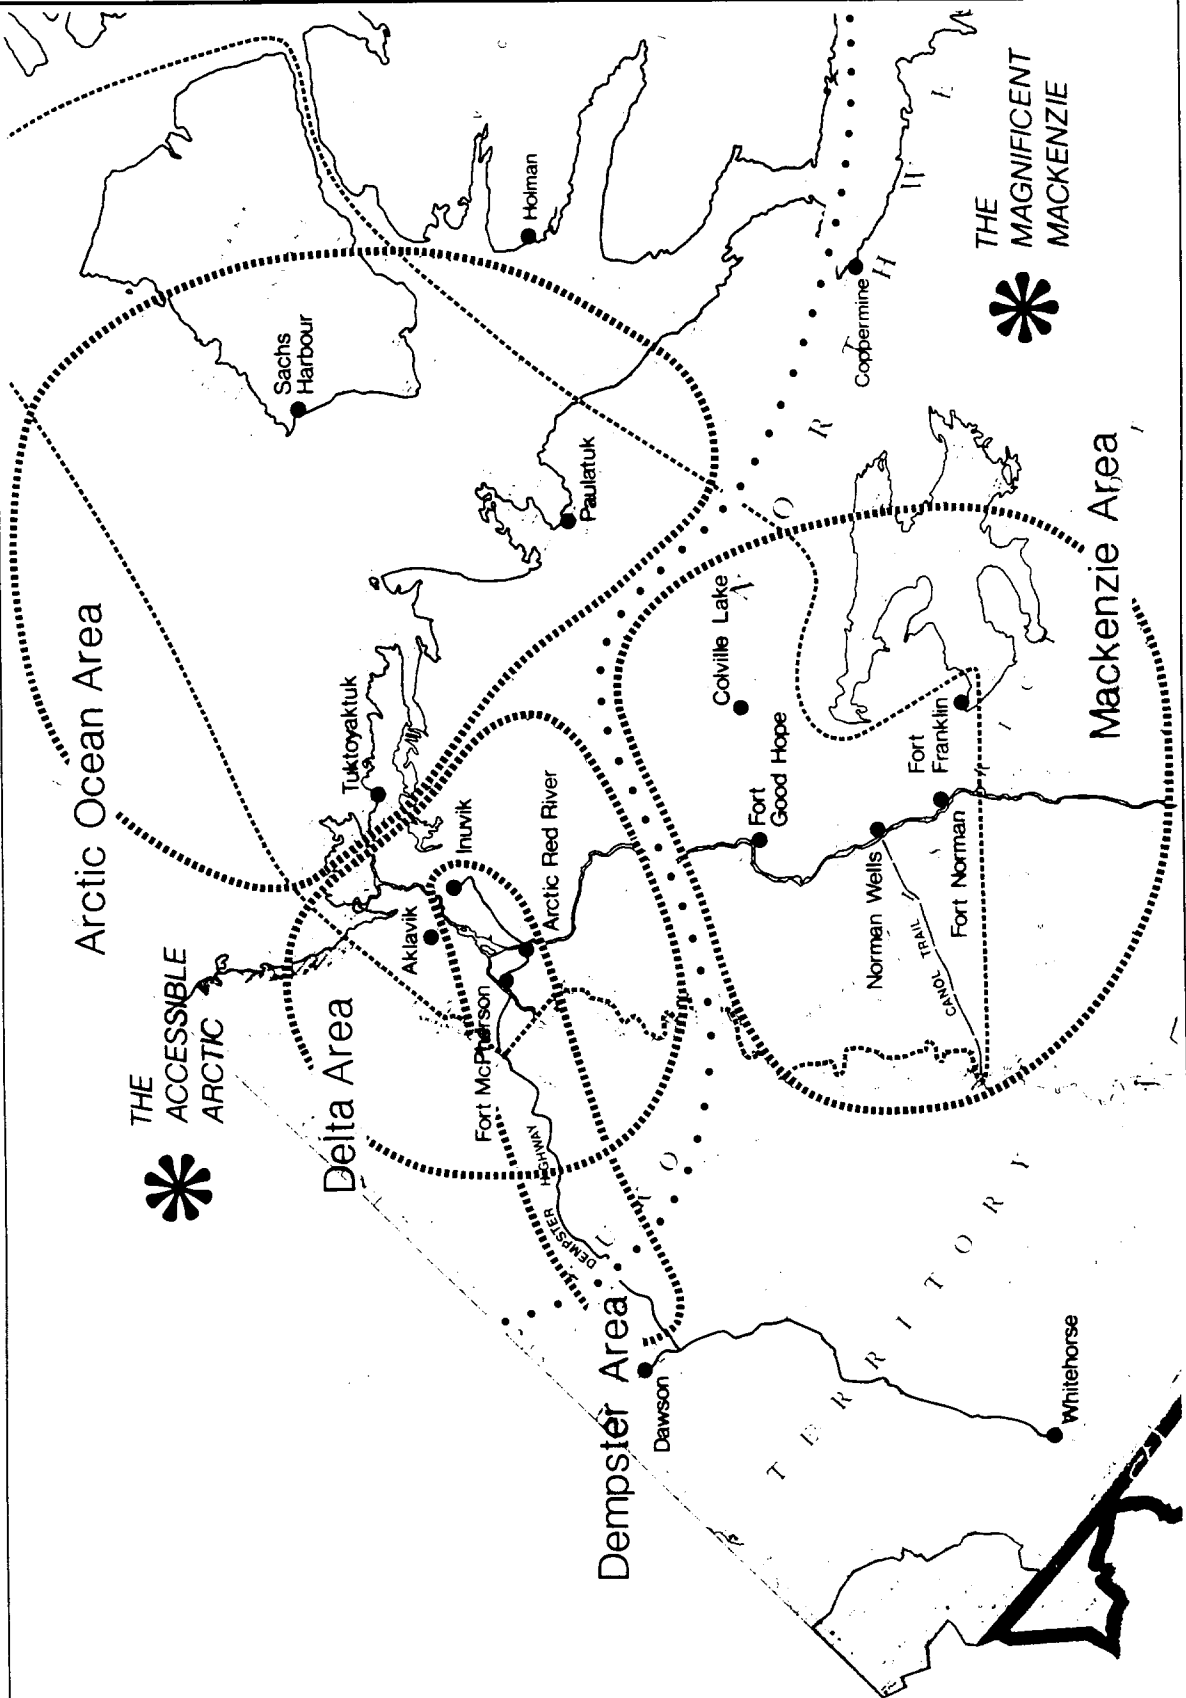 THE
ACCESSIBLE
ARCTIC
Arctic Ocean Area
Delta Area
Dempster Area
Mackenzie Area
THE
MAGNIFICENT
MACKENZIE
Sachs
Harbour
Holman
Paulatuk
Tuktoyaktuk
Inuvik
Aklavik
Arctic Red River
Fort McPherson
DEMPSTER
HIGHWAY
Dawson
Whitehorse
Coppermine
Colville Lake
Fort
Good Hope
Fort
Franklin
Norman Wells
Fort Norman
CANOL TRAIL
TERRITORY